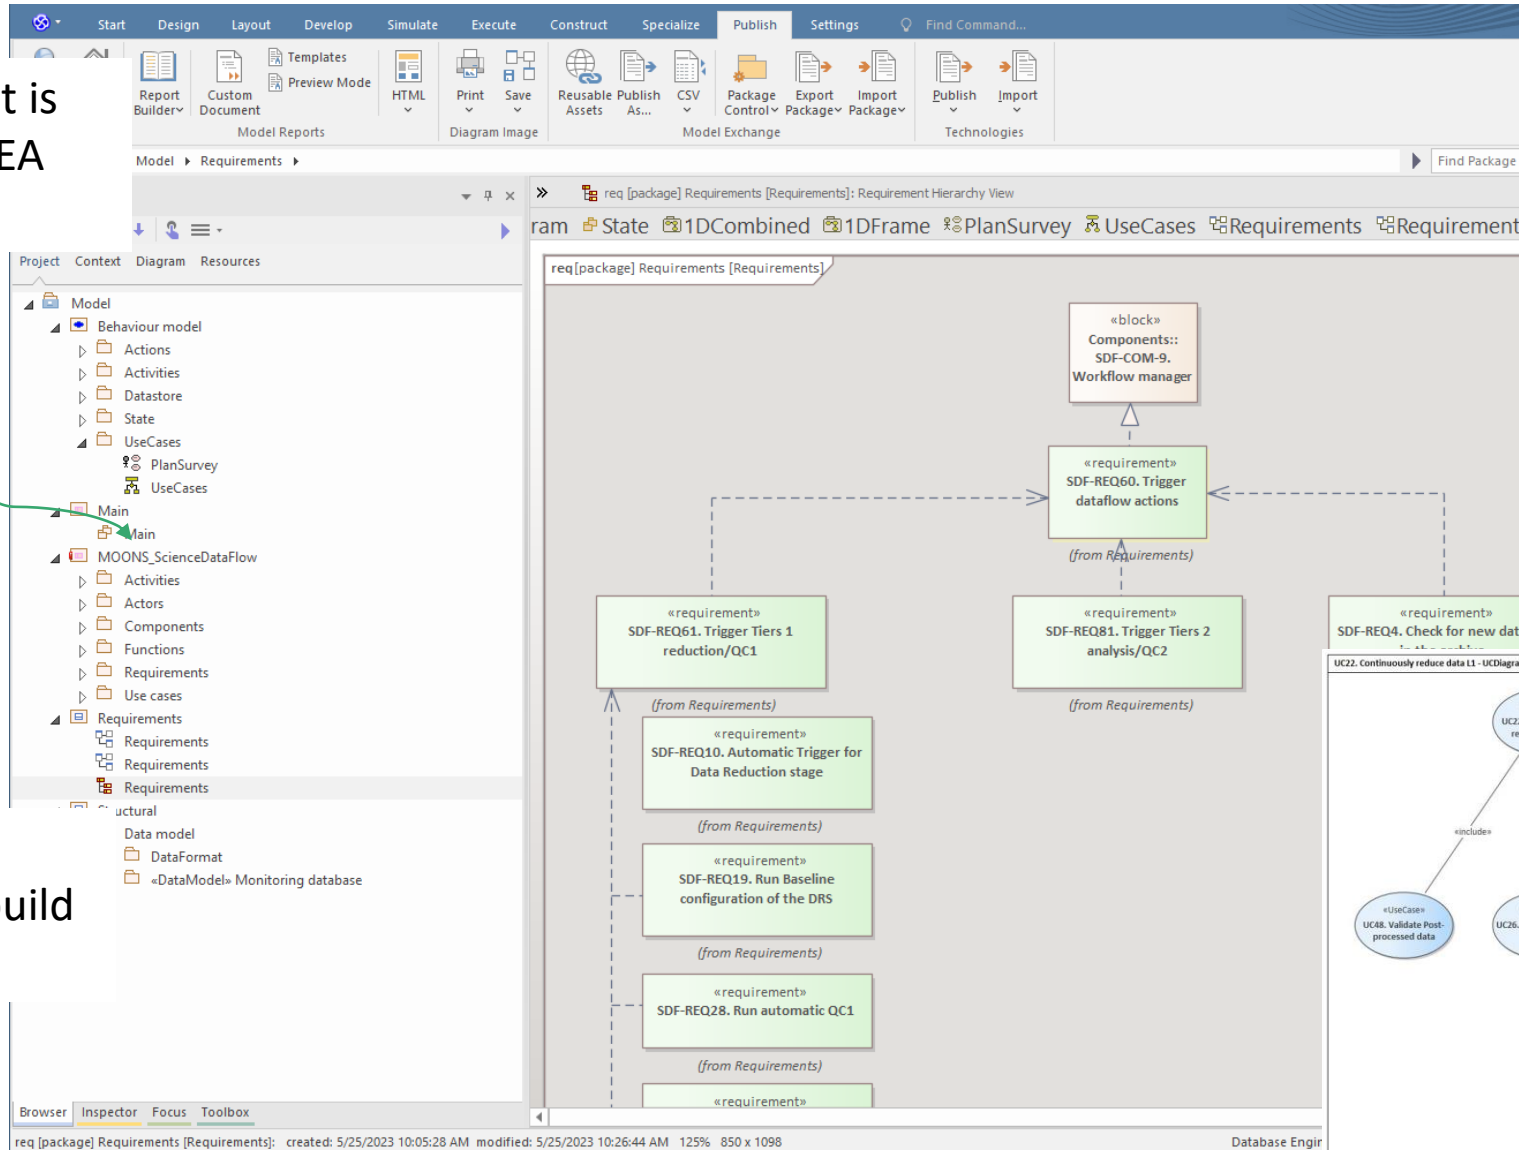 Start Design Layout Develop Simulate Execute Construct Specialize Publish Settings Find Command...
Templates
Preview Mode
Report Builder
Custom Document
HTML
Print
Save
Reusable Assets
Publish As...
CSV
Package Control
Export Package
Import Package
Publish
Import
Model Reports
Diagram Image
Model Exchange
Technologies
t is
EA
Model Requirements
Find Package
req [package] Requirements [Requirements]: Requirement Hierarchy View
ram State 1DCombined 1DFrame PlanSurvey UseCases Requirements Requirement
Project Context Diagram Resources
Model
Behaviour model
Actions
Activities
Datastore
State
UseCases
PlanSurvey
UseCases
Main
Main
MOONS_ScienceDataFlow
Activities
Actors
Components
Functions
Requirements
Use cases
Requirements
Requirements
Requirements
Requirements
uctural
Data model
DataFormat
«DataModel» Monitoring database
uild
Browser Inspector Focus Toolbox
req [package] Requirements [Requirements]
«block»
Components::
SDF-COM-9.
Workflow manager
«requirement»
SDF-REQ60. Trigger
dataflow actions
(from Requirements)
«requirement»
SDF-REQ61. Trigger Tiers 1
reduction/QC1
(from Requirements)
«requirement»
SDF-REQ81. Trigger Tiers 2
analysis/QC2
(from Requirements)
«requirement»
SDF-REQ4. Check for new dat
in the archive
«requirement»
SDF-REQ10. Automatic Trigger for
Data Reduction stage
(from Requirements)
«requirement»
SDF-REQ19. Run Baseline
configuration of the DRS
(from Requirements)
«requirement»
SDF-REQ28. Run automatic QC1
(from Requirements)
«requirement»
UC22. Continuously reduce data L1 - UCDiagra
UC2
re
«include»
«UseCase»
UC48. Validate Post-
processed data
UC26.
req [package] Requirements [Requirements]: created: 5/25/2023 10:05:28 AM modified: 5/25/2023 10:26:44 AM 125% 850 x 1098
Database Engir